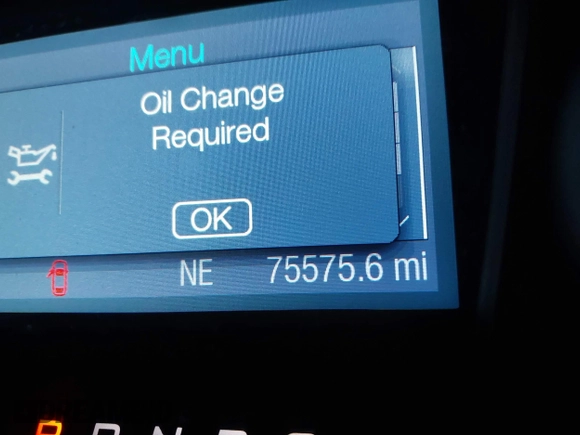 Menu
Oil Change
Required
OK
NE 75575.6 mi
P R N D S